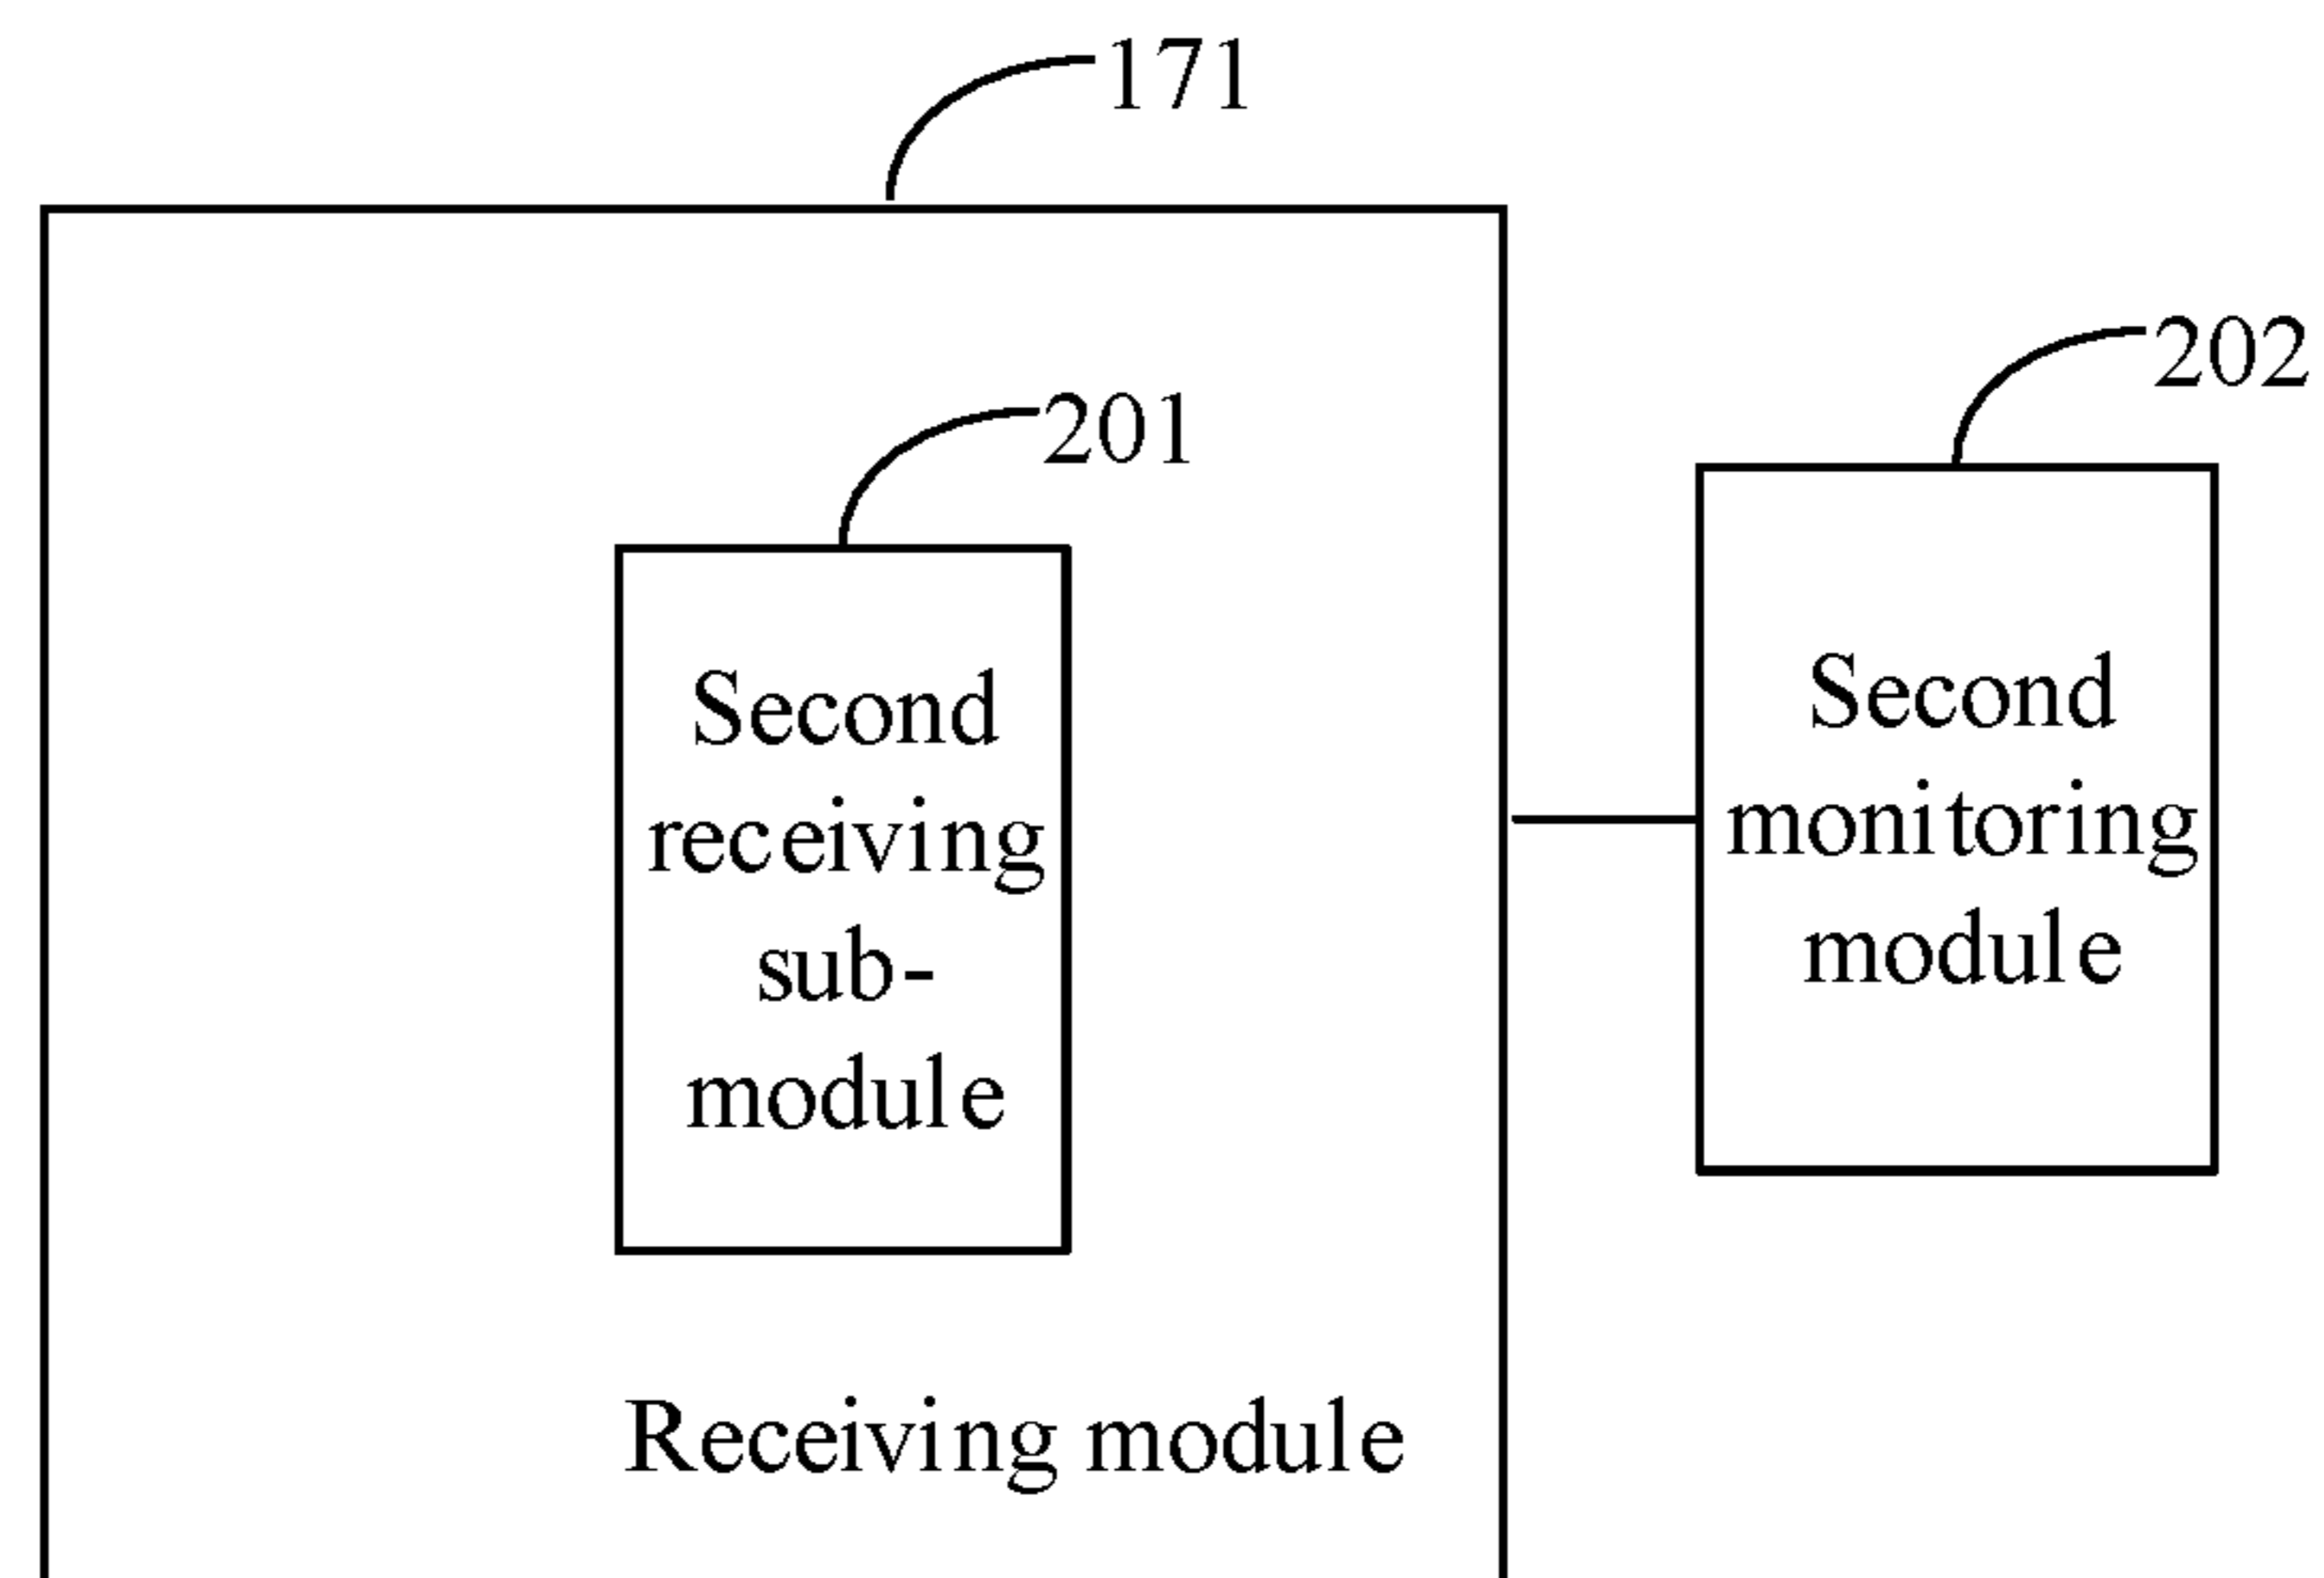 171
202
201
Second
receiving
sub-
module
Second
monitoring
module
Receiving module